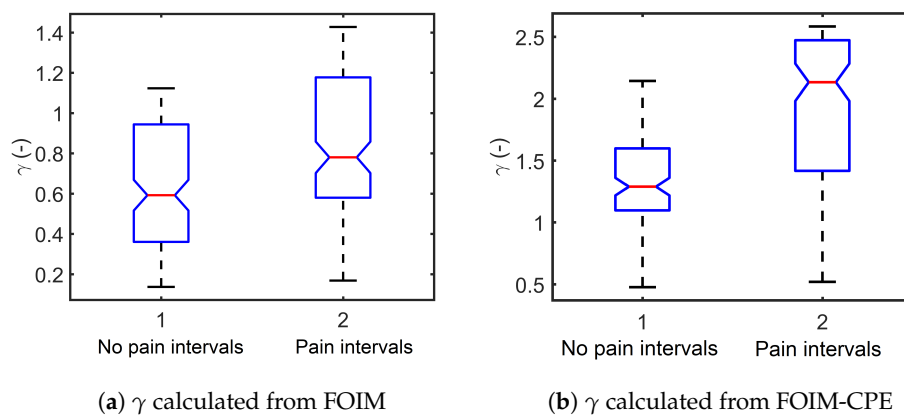 1.4
1.2
1
0.8
0.6
0.4
0.2
γ (-)
1
2
No pain intervals
Pain intervals
(a) γ calculated from FOIM
2.5
2
1.5
1
0.5
γ (-)
1
2
No pain intervals
Pain intervals
(b) γ calculated from FOIM-CPE